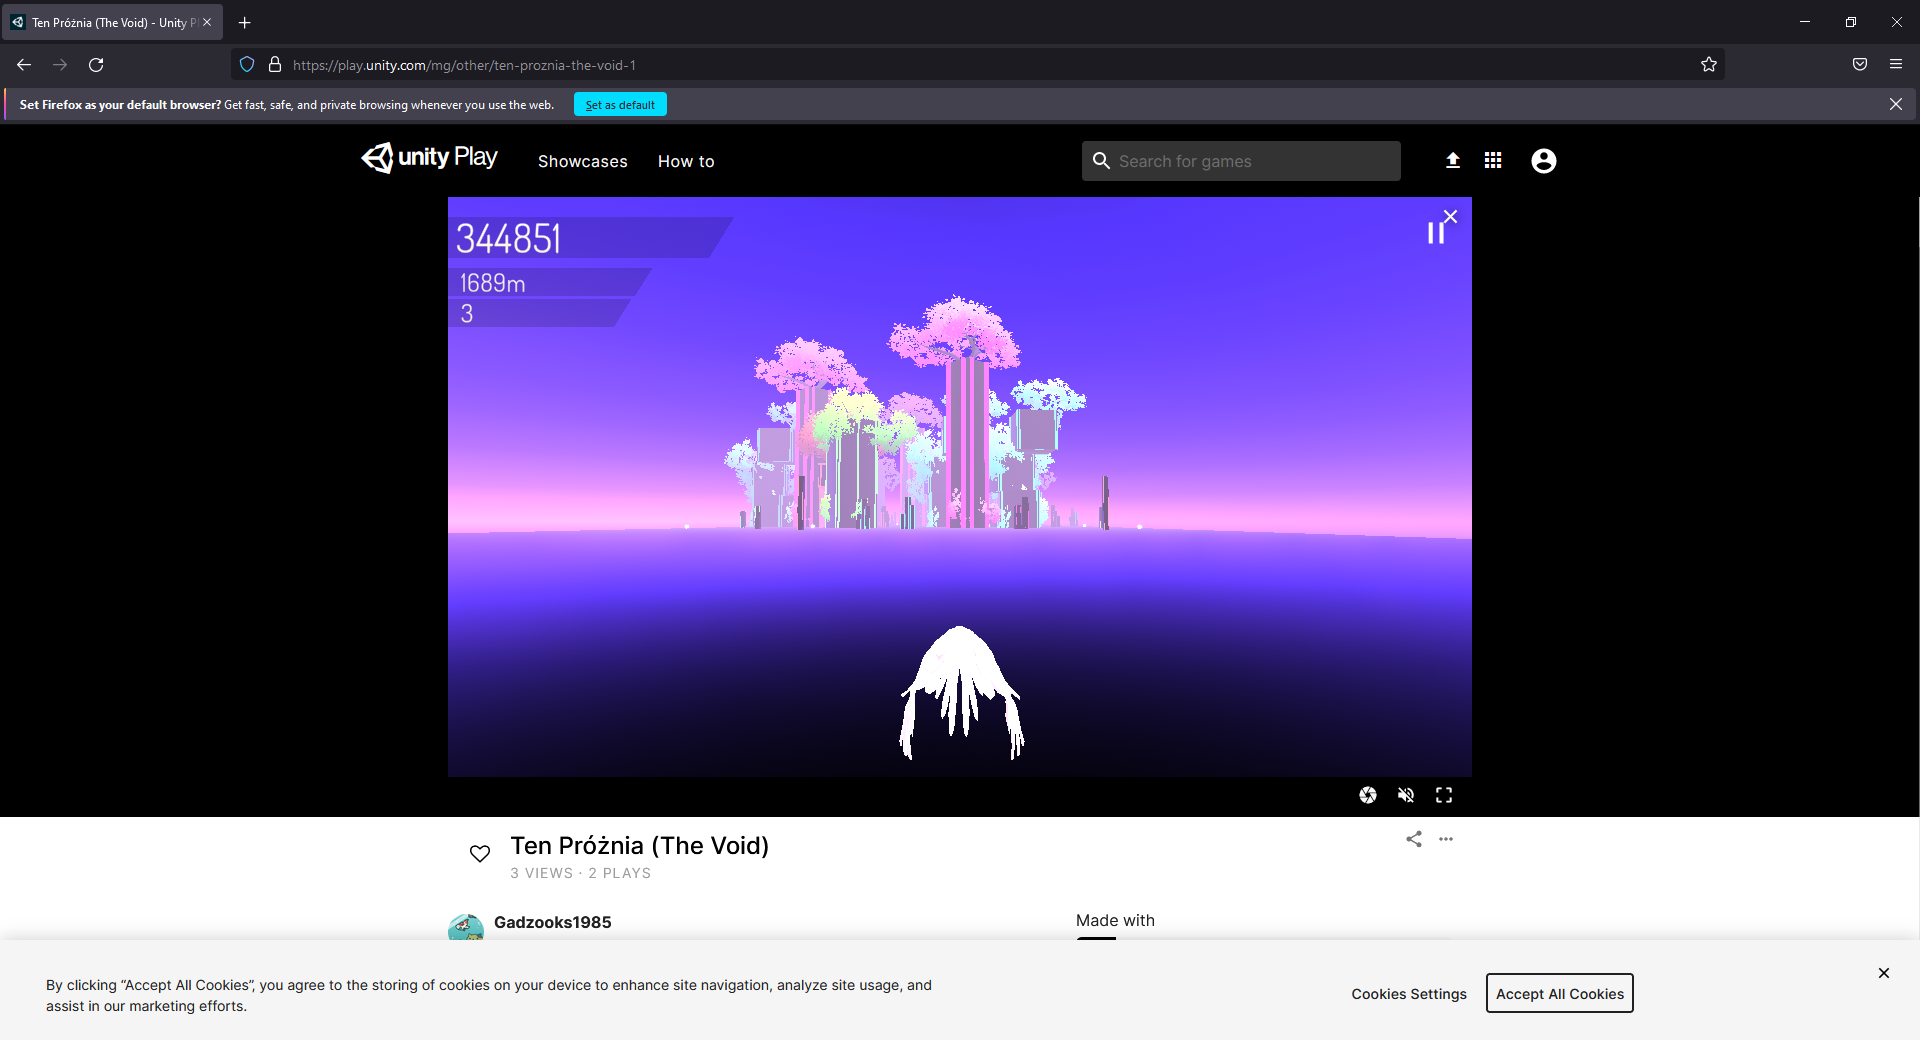 Ten Próżnia (The Void) - Unity Pl
https://play.unity.com/mg/other/ten-proznia-the-void-1
Set Firefox as your default browser? Get fast, safe, and private browsing whenever you use the web.
Set as default
unity Play
Showcases
How to
Search for games
344851
1689m
3
Ten Próżnia (The Void)
3 VIEWS · 2 PLAYS
Gadzooks1985
Made with
By clicking “Accept All Cookies”, you agree to the storing of cookies on your device to enhance site navigation, analyze site usage, and
assist in our marketing efforts.
Cookies Settings
Accept All Cookies